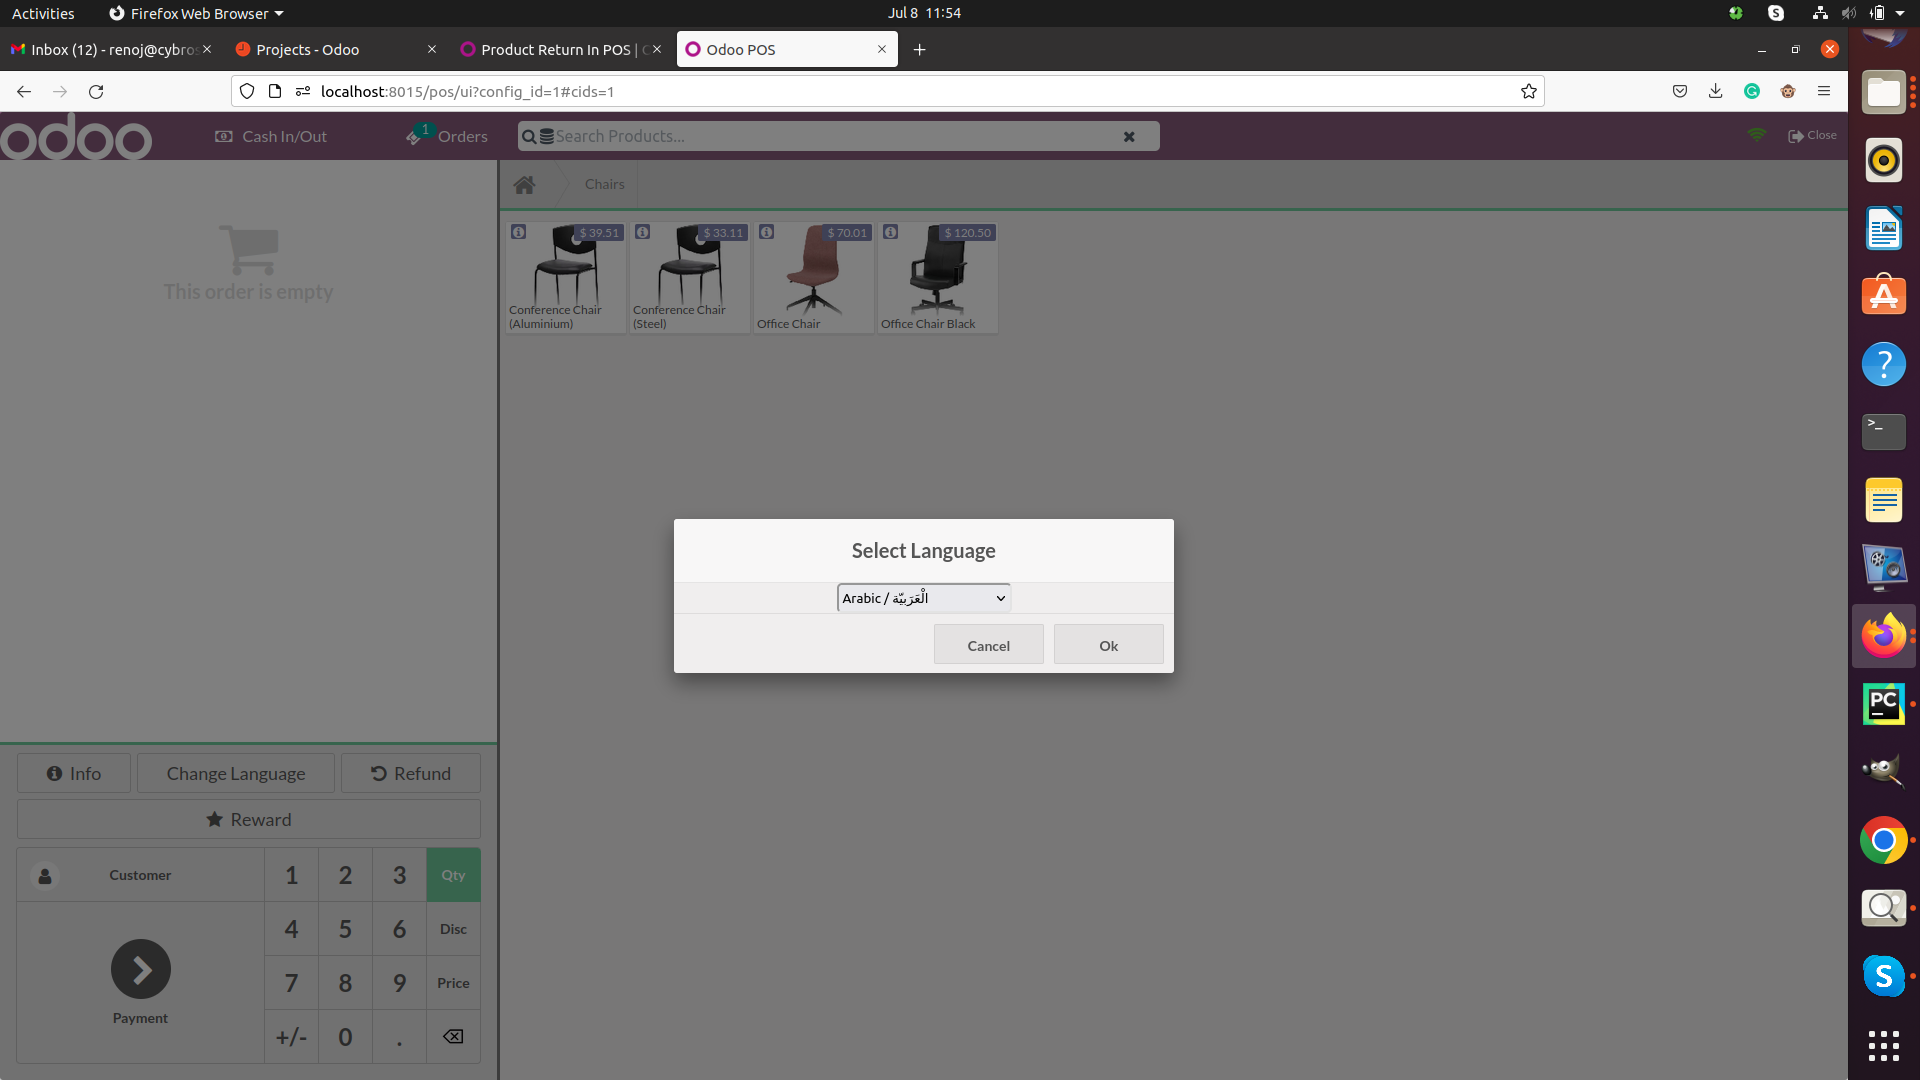 Activities
Firefox Web Browser
Jul 8 11:54
Inbox (12) - renoj@cybros
Projects - Odoo
Product Return In POS |
Odoo POS
localhost:8015/pos/ui?config_id=1#cids=1
odoo
Cash In/Out
1
Orders
Search Products...
Close
Chairs
This order is empty
$ 39.51
Conference Chair
(Aluminium)
$ 33.11
Conference Chair
(Steel)
$ 70.01
Office Chair
$ 120.50
Office Chair Black
Select Language
Arabic / الْعَرَبيّة
Cancel
Ok
Info
Change Language
Refund
Reward
Customer
1
2
3
Qty
4
5
6
Disc
Payment
7
8
9
Price
+/-
0
.